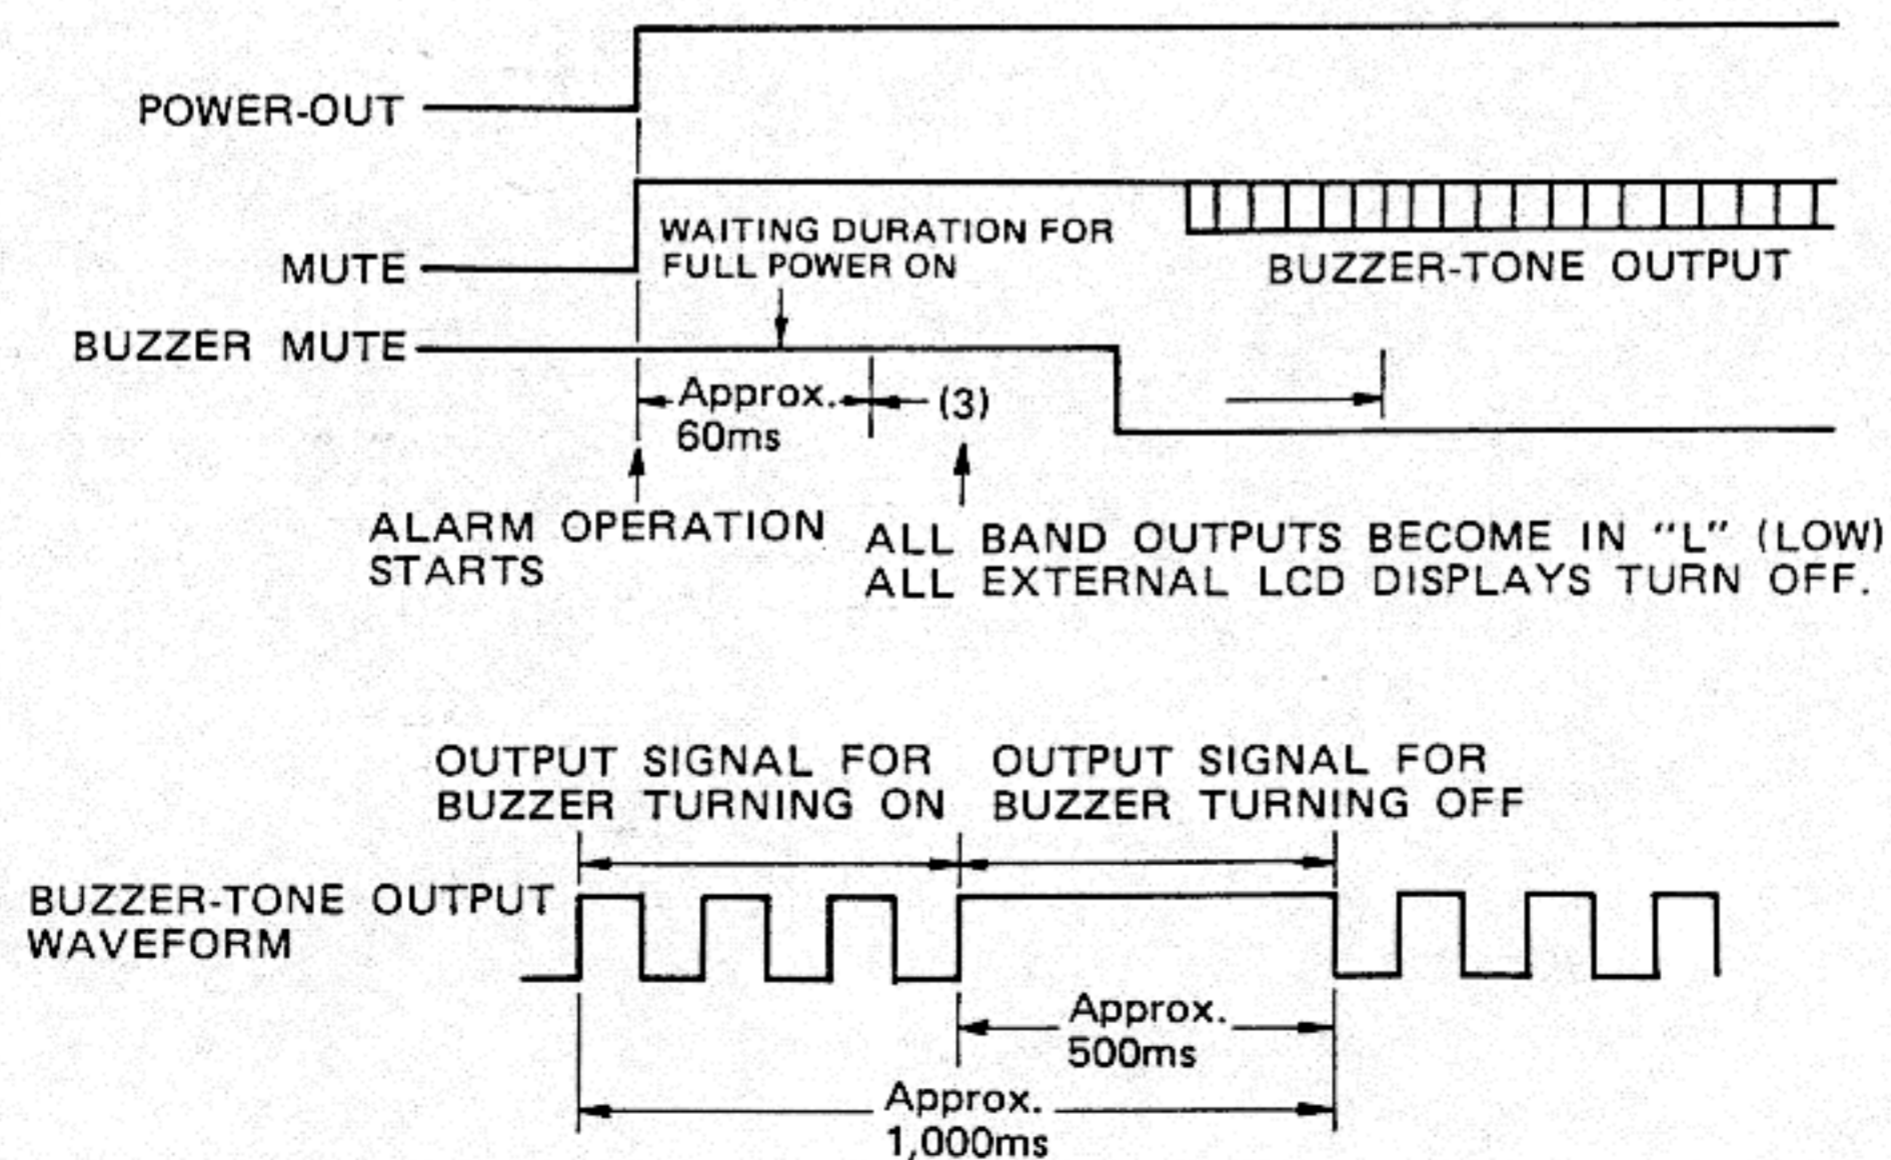 POWER-OUT
WAITING DURATION FOR
FULL POWER ON
MUTE
BUZZER-TONE OUTPUT
BUZZER MUTE
Approx.
60ms
(3)
ALARM OPERATION
STARTS
ALL BAND OUTPUTS BECOME IN “L” (LOW)
ALL EXTERNAL LCD DISPLAYS TURN OFF.
OUTPUT SIGNAL FOR
BUZZER TURNING ON
OUTPUT SIGNAL FOR
BUZZER TURNING OFF
BUZZER-TONE OUTPUT
WAVEFORM
Approx.
500ms
Approx.
1,000ms